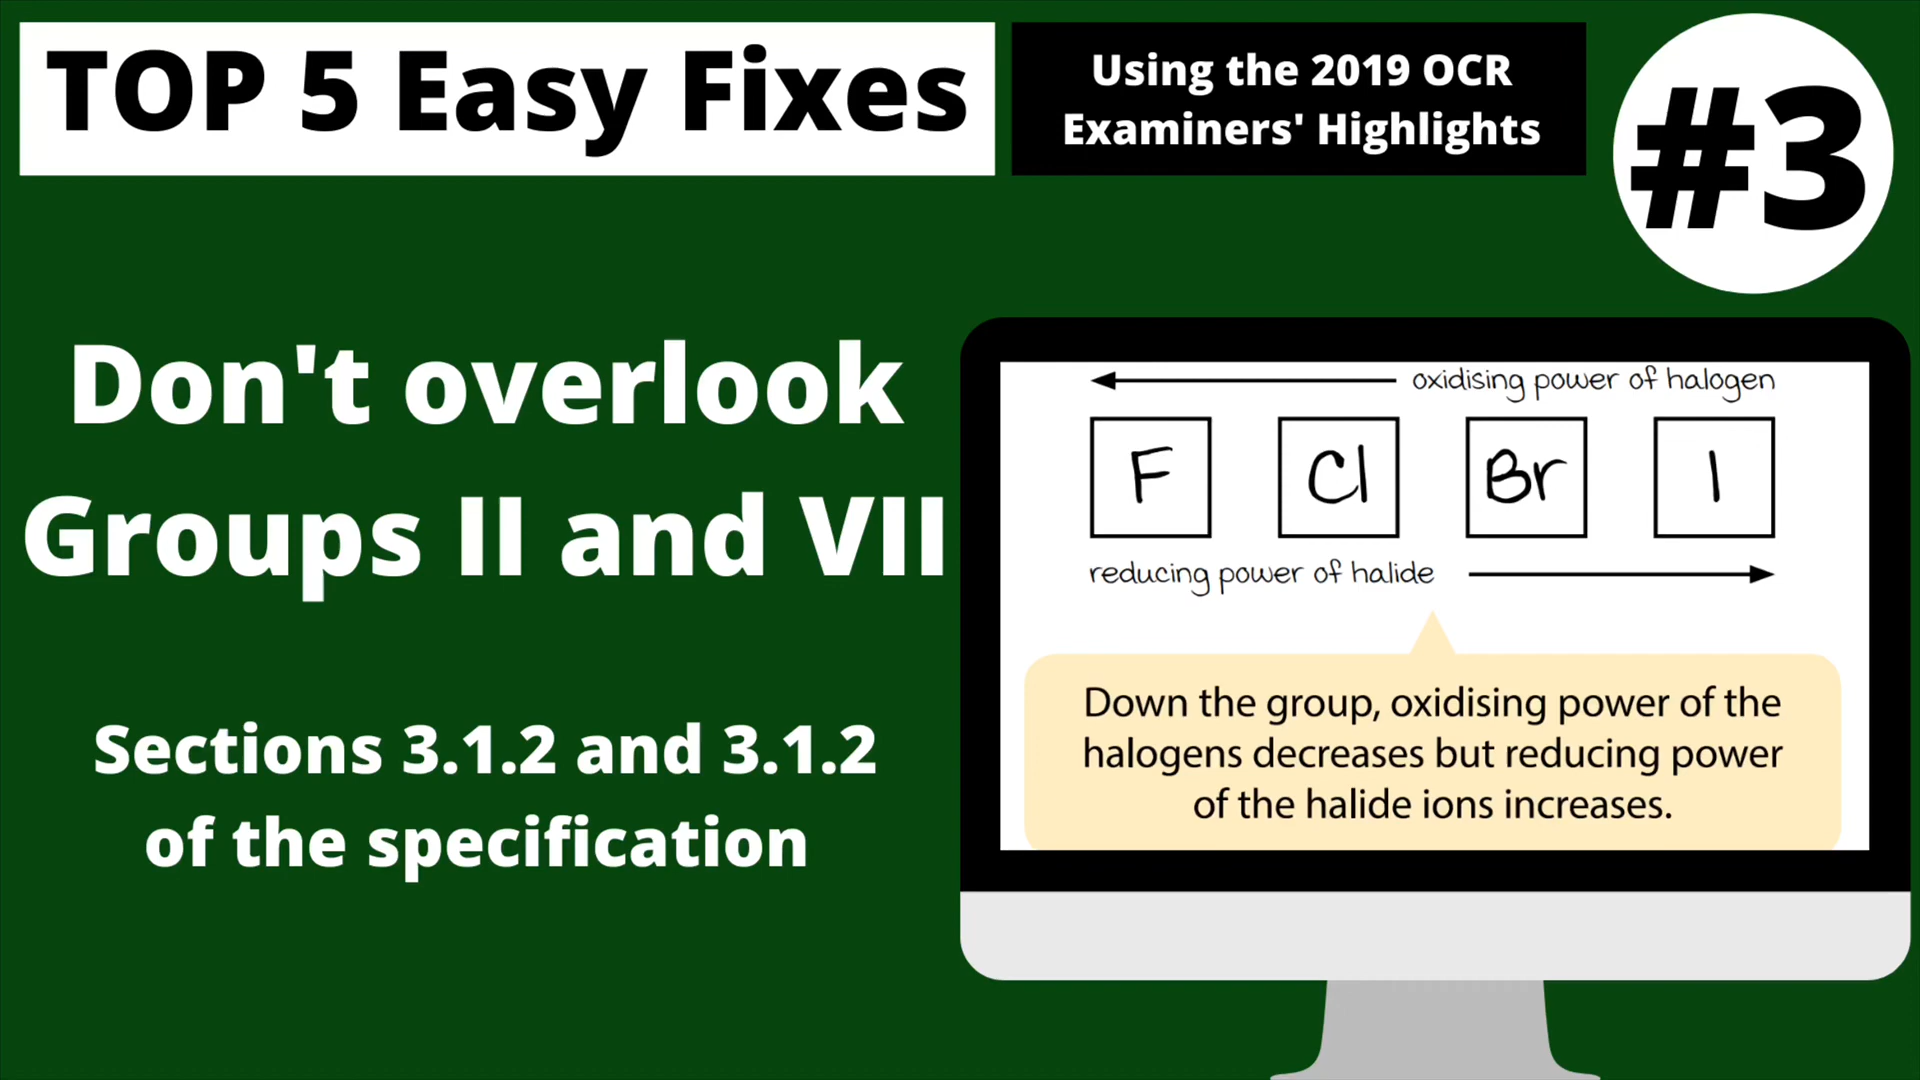 TOP 5 Easy Fixes
Using the 2019 OCR
Examiners' Highlights
#3
Don't overlook
Groups II and VII
Sections 3.1.2 and 3.1.2
of the specification
oxidising power of halogen
F Cl Br I
reducing power of halide
Down the group, oxidising power of the
halogens decreases but reducing power
of the halide ions increases.